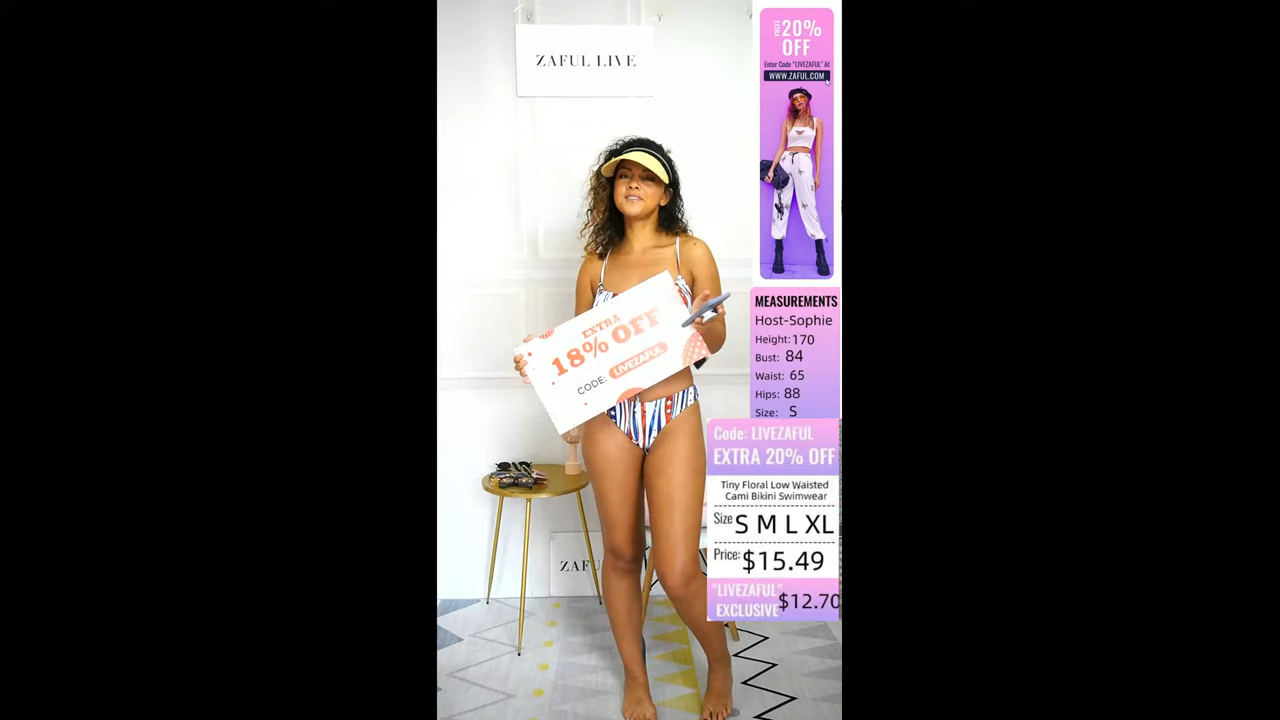 ZAFUL LIVE
EXTRA
18% OFF
CODE: LIVEZAFUL
ZAFU
20%
OFF
Enter Code "LIVEZAFUL" At
WWW.ZAFUL.COM
MEASUREMENTS
Host-Sophie
Height: 170
Bust: 84
Waist: 65
Hips: 88
Size: S
Code: LIVEZAFUL
EXTRA 20% OFF
Tiny Floral Low Waisted
Cami Bikini Swimwear
Size S M L XL
Price: $15.49
"LIVEZAFUL"
EXCLUSIVE $12.70